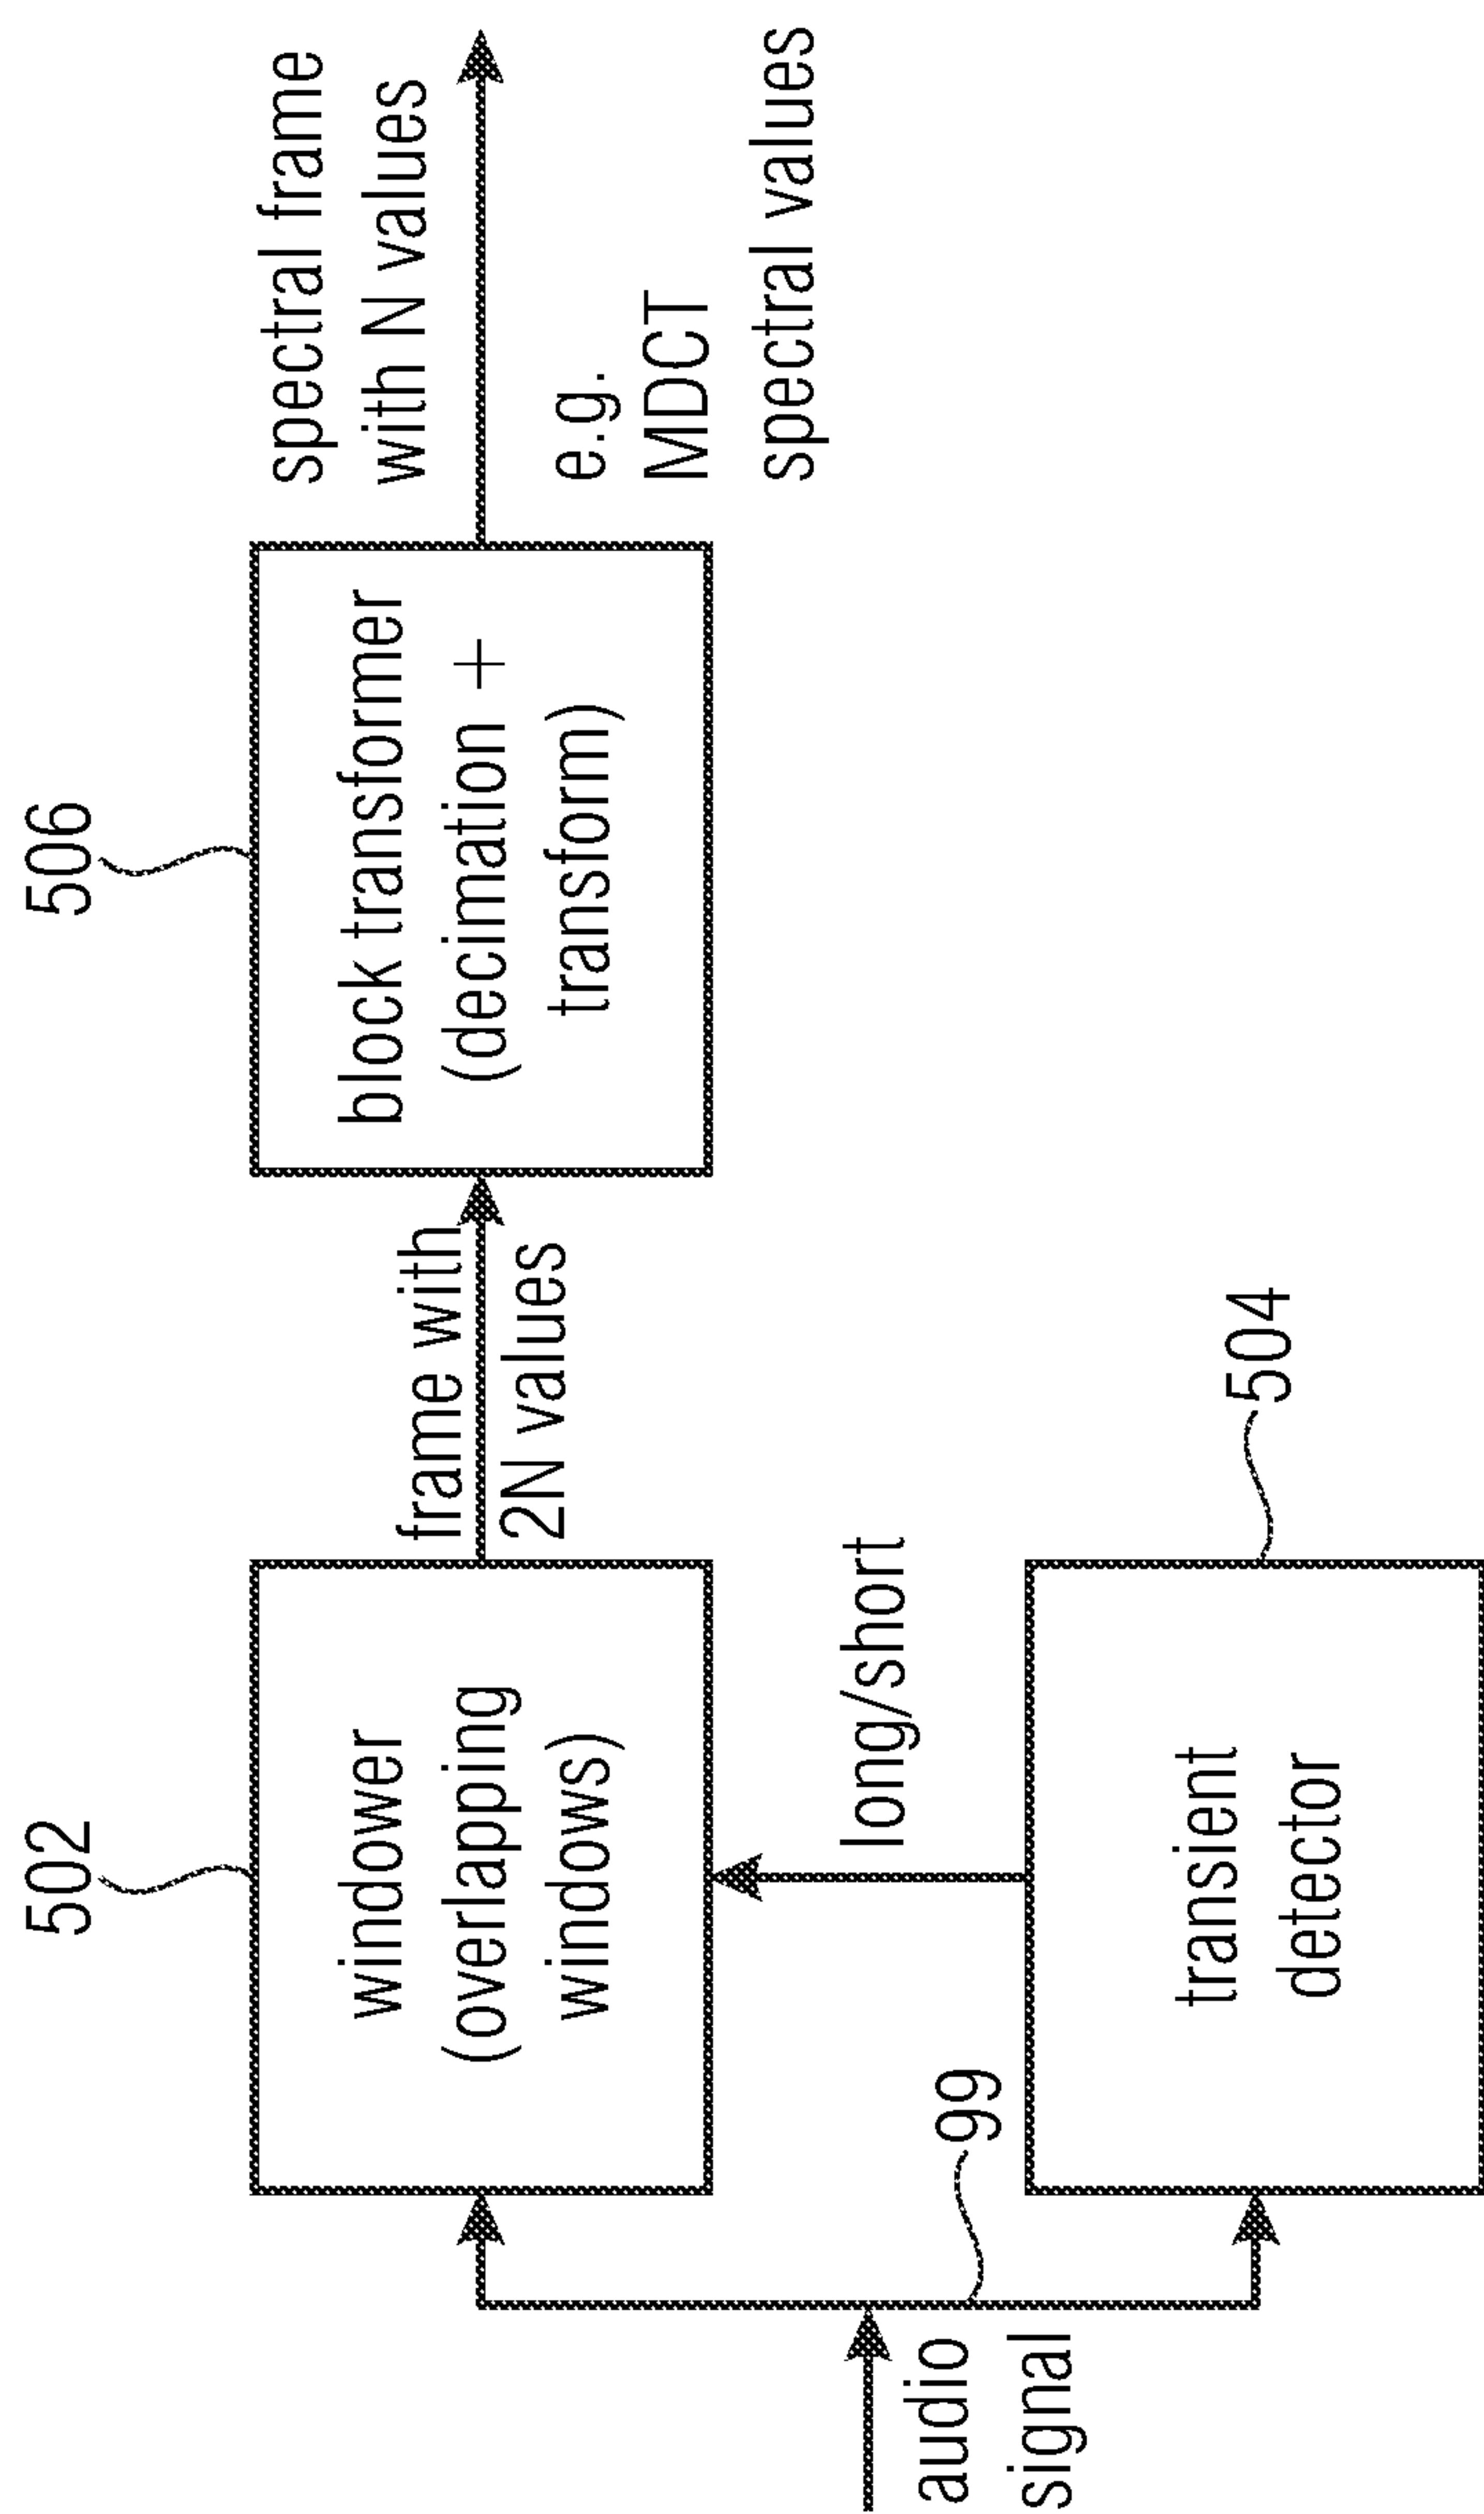 502
506
windower
(overlapping
windows)
frame with
2N values
block transformer
(decimation +
transform)
spectral frame
with N values
e.g.
MDCT
spectral values
long/short
99
audio
signal
504
transient
detector